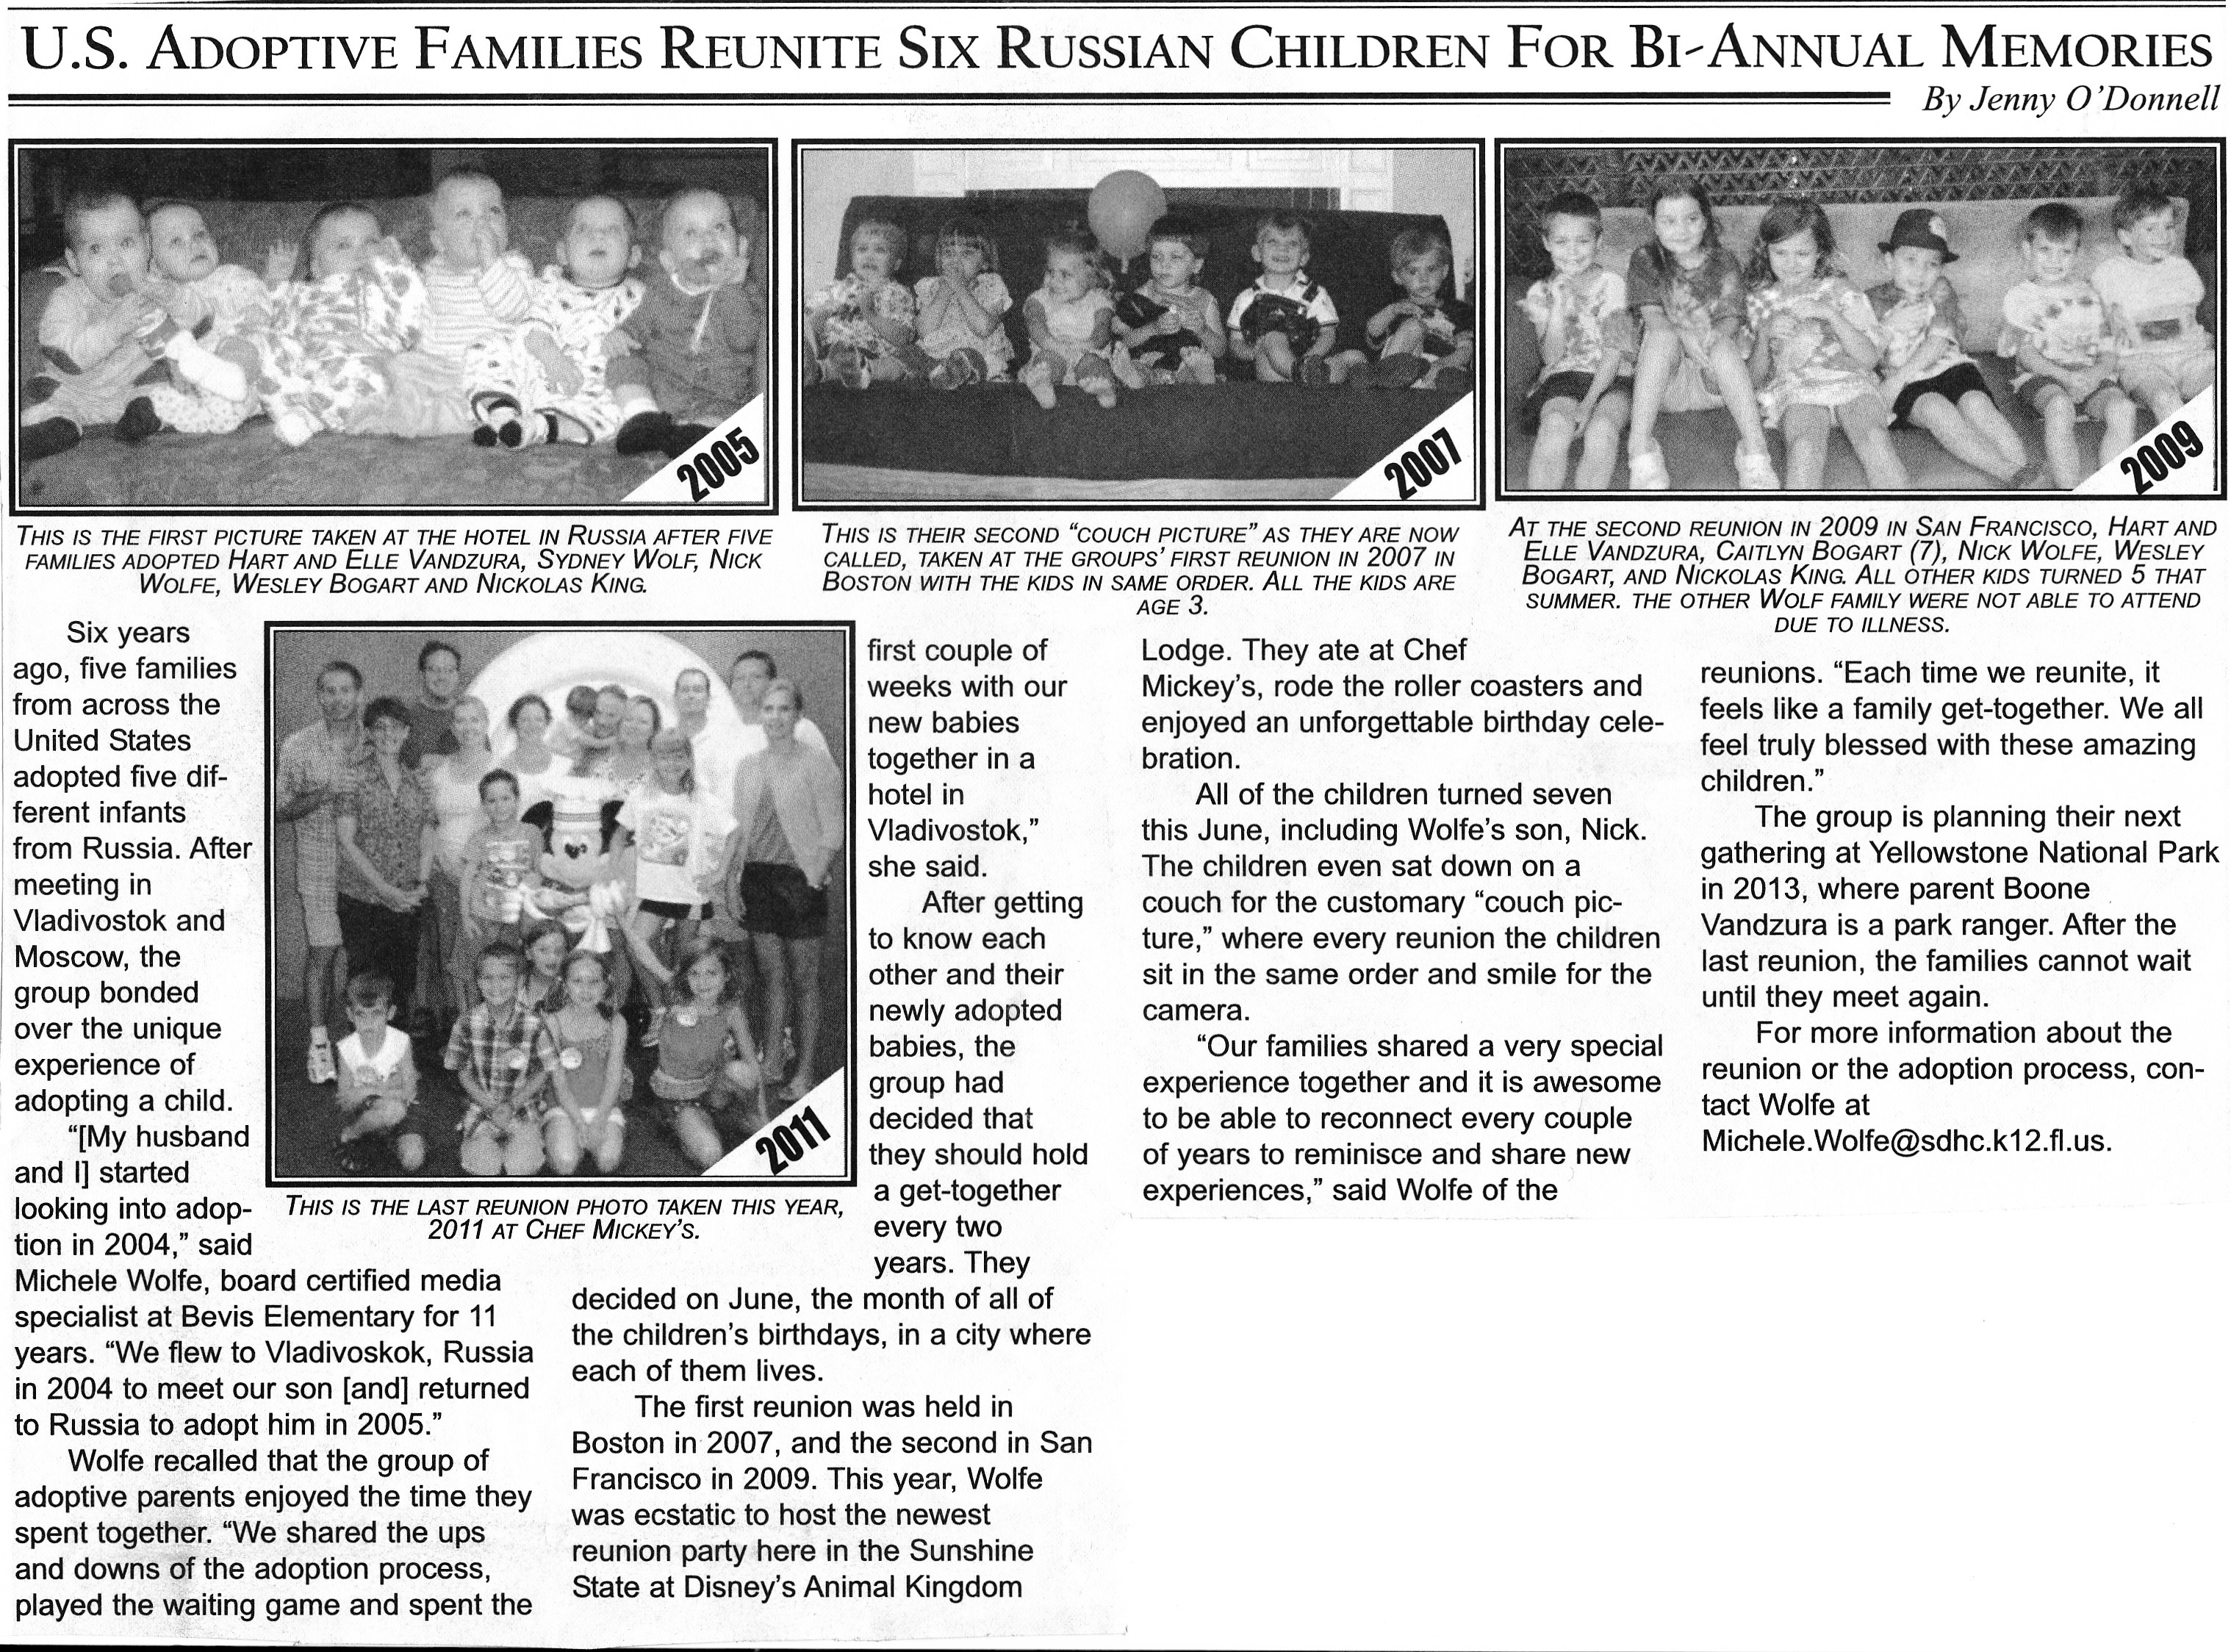 U.S. ADOPTIVE FAMILIES REUNITE SIX RUSSIAN CHILDREN FOR BI-ANNUAL MEMORIES
By Jenny O'Donnell
2005
2007
2009
THIS IS THE FIRST PICTURE TAKEN AT THE HOTEL IN RUSSIA AFTER FIVE
FAMILIES ADOPTED HART AND ELLE VANDZURA, SYDNEY WOLF, NICK
WOLFE, WESLEY BOGART AND NICKOLAS KING.
THIS IS THEIR SECOND “COUCH PICTURE” AS THEY ARE NOW
CALLED, TAKEN AT THE GROUPS’ FIRST REUNION IN 2007 IN
BOSTON WITH THE KIDS IN SAME ORDER. ALL THE KIDS ARE
AGE 3.
AT THE SECOND REUNION IN 2009 IN SAN FRANCISCO, HART AND
ELLE VANDZURA, CAITLYN BOGART (7), NICK WOLFE, WESLEY
BOGART, AND NICKOLAS KING. ALL OTHER KIDS TURNED 5 THAT
SUMMER. THE OTHER WOLF FAMILY WERE NOT ABLE TO ATTEND
DUE TO ILLNESS.
Six years
ago, five families
from across the
United States
adopted five dif-
ferent infants
from Russia. After
meeting in
Vladivostok and
Moscow, the
group bonded
over the unique
experience of
adopting a child.
“[My husband
and I] started
looking into adop-
tion in 2004,” said
Michele Wolfe, board certified media
specialist at Bevis Elementary for 11
years. “We flew to Vladivoskok, Russia
in 2004 to meet our son [and] returned
to Russia to adopt him in 2005.”
Wolfe recalled that the group of
adoptive parents enjoyed the time they
spent together. “We shared the ups
and downs of the adoption process,
played the waiting game and spent the
2011
THIS IS THE LAST REUNION PHOTO TAKEN THIS YEAR,
2011 AT CHEF MICKEY’S.
first couple of
weeks with our
new babies
together in a
hotel in
Vladivostok,”
she said.
After getting
to know each
other and their
newly adopted
babies, the
group had
decided that
they should hold
a get-together
every two
years. They
decided on June, the month of all of
the children’s birthdays, in a city where
each of them lives.
The first reunion was held in
Boston in 2007, and the second in San
Francisco in 2009. This year, Wolfe
was ecstatic to host the newest
reunion party here in the Sunshine
State at Disney’s Animal Kingdom
Lodge. They ate at Chef
Mickey’s, rode the roller coasters and
enjoyed an unforgettable birthday cele-
bration.
All of the children turned seven
this June, including Wolfe’s son, Nick.
The children even sat down on a
couch for the customary “couch pic-
ture,” where every reunion the children
sit in the same order and smile for the
camera.
“Our families shared a very special
experience together and it is awesome
to be able to reconnect every couple
of years to reminisce and share new
experiences,” said Wolfe of the
reunions. “Each time we reunite, it
feels like a family get-together. We all
feel truly blessed with these amazing
children.”
The group is planning their next
gathering at Yellowstone National Park
in 2013, where parent Boone
Vandzura is a park ranger. After the
last reunion, the families cannot wait
until they meet again.
For more information about the
reunion or the adoption process, con-
tact Wolfe at
Michele.Wolfe@sdhc.k12.fl.us.